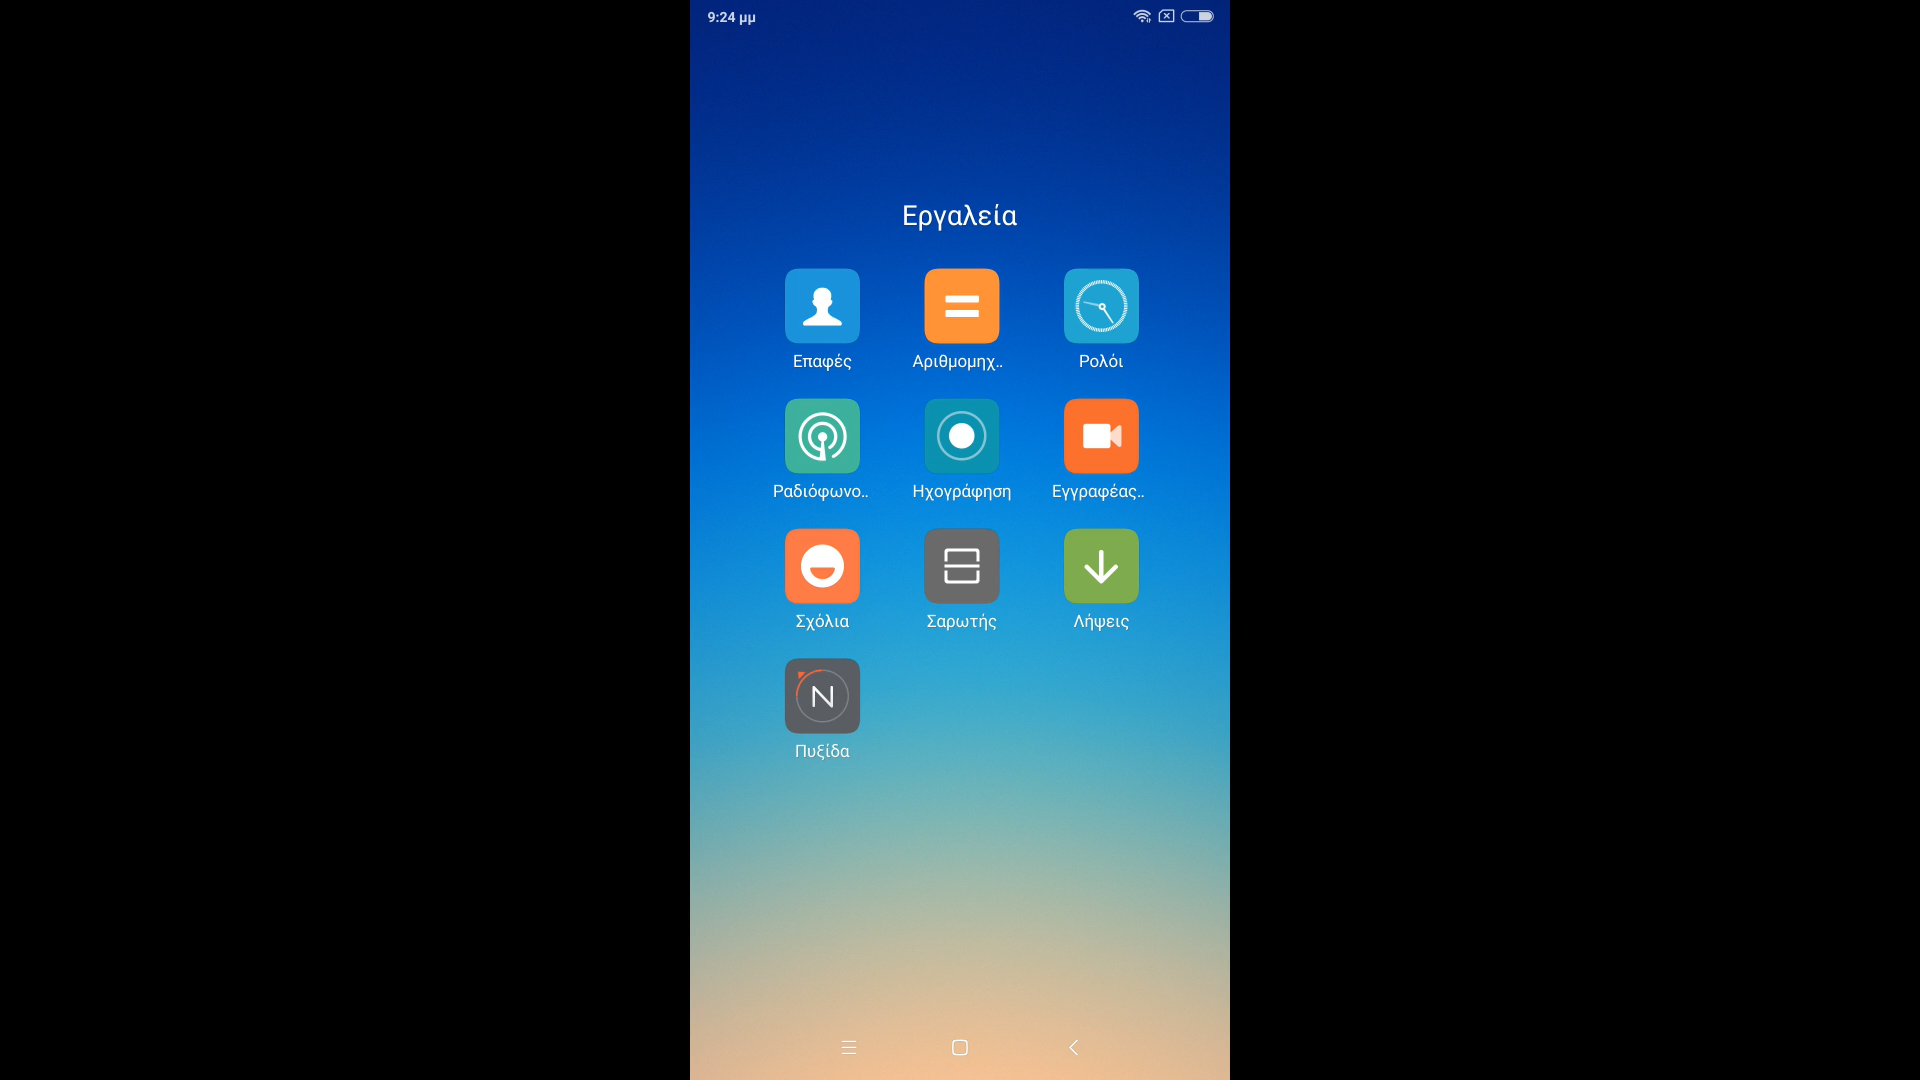 9:24 μμ
Εργαλεία
Επαφές
Αριθμομηχ..
Ρολόι
Ραδιόφωνο..
Ηχογράφηση
Εγγραφέας..
Σχόλια
Σαρωτής
Λήψεις
N
Πυξίδα